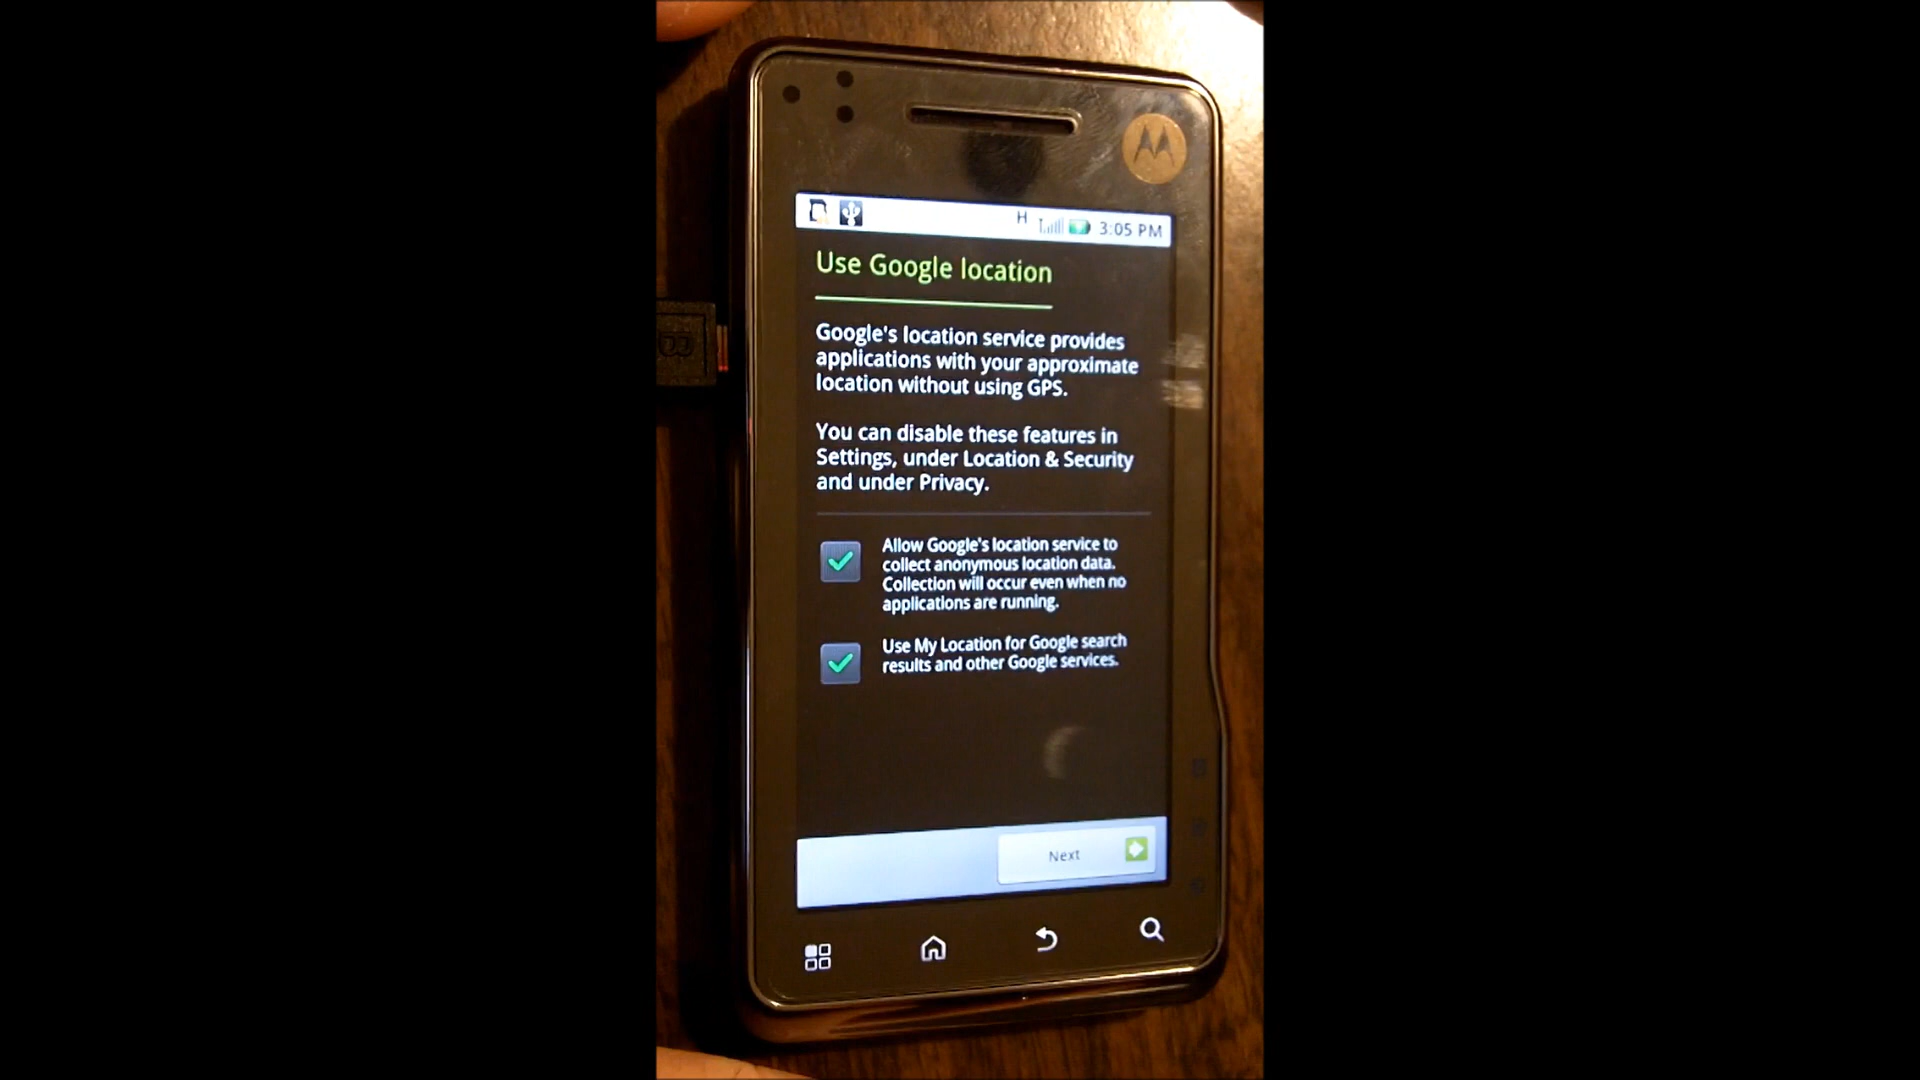 H 3:05 PM
Use Google location
Google's location service provides
applications with your approximate
location without using GPS.
You can disable these features in
Settings, under Location & Security
and under Privacy.
Allow Google's location service to
collect anonymous location data.
Collection will occur even when no
applications are running.
Use My Location for Google search
results and other Google services.
Next